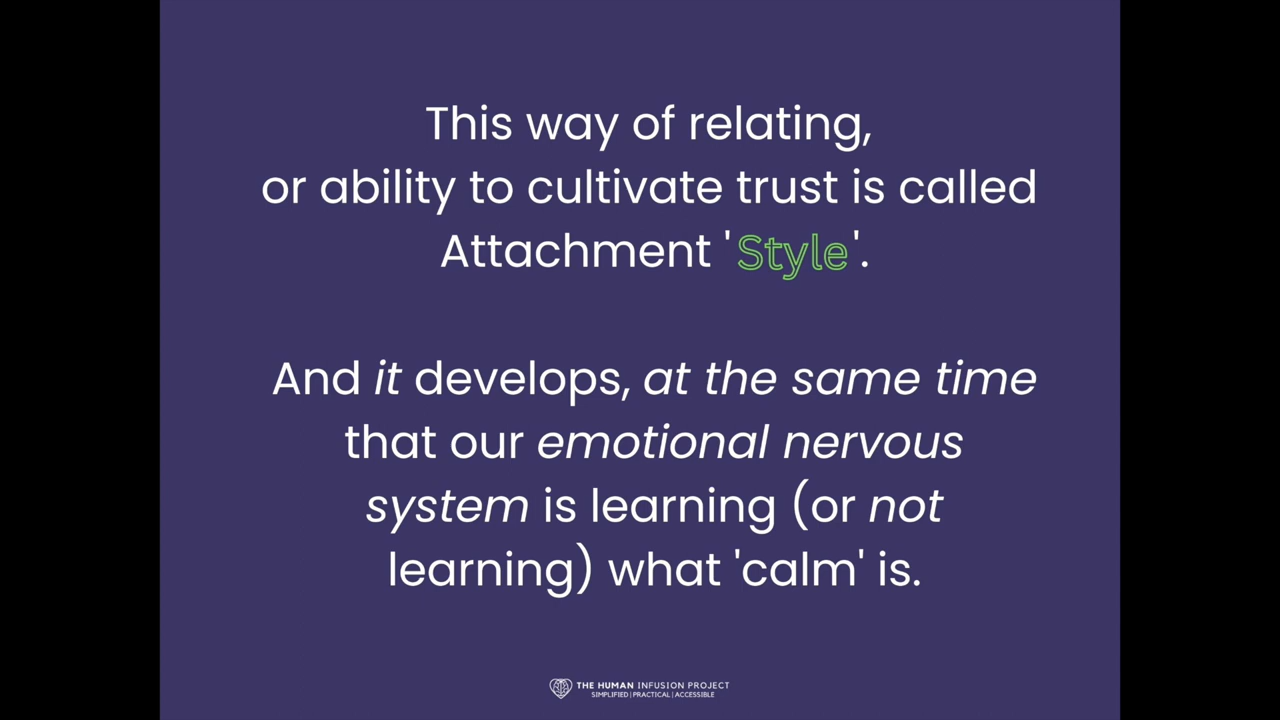 This way of relating,
or ability to cultivate trust is called
Attachment 'Style'.
And it develops, at the same time
that our emotional nervous
system is learning (or not
learning) what 'calm' is.
THE HUMAN INFUSION PROJECT
SIMPLIFIED | PRACTICAL | ACCESSIBLE